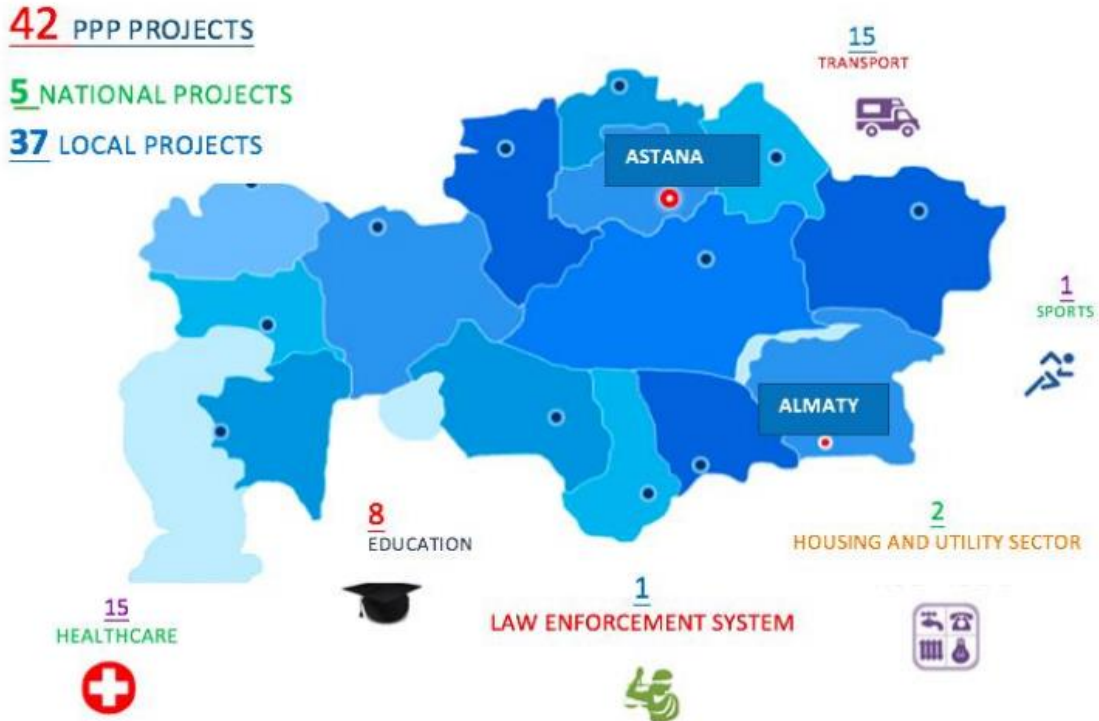 42 PPP PROJECTS
5 NATIONAL PROJECTS
37 LOCAL PROJECTS
15
TRANSPORT
ASTANA
1
SPORTS
ALMATY
8
EDUCATION
2
HOUSING AND UTILITY SECTOR
1
LAW ENFORCEMENT SYSTEM
15
HEALTHCARE